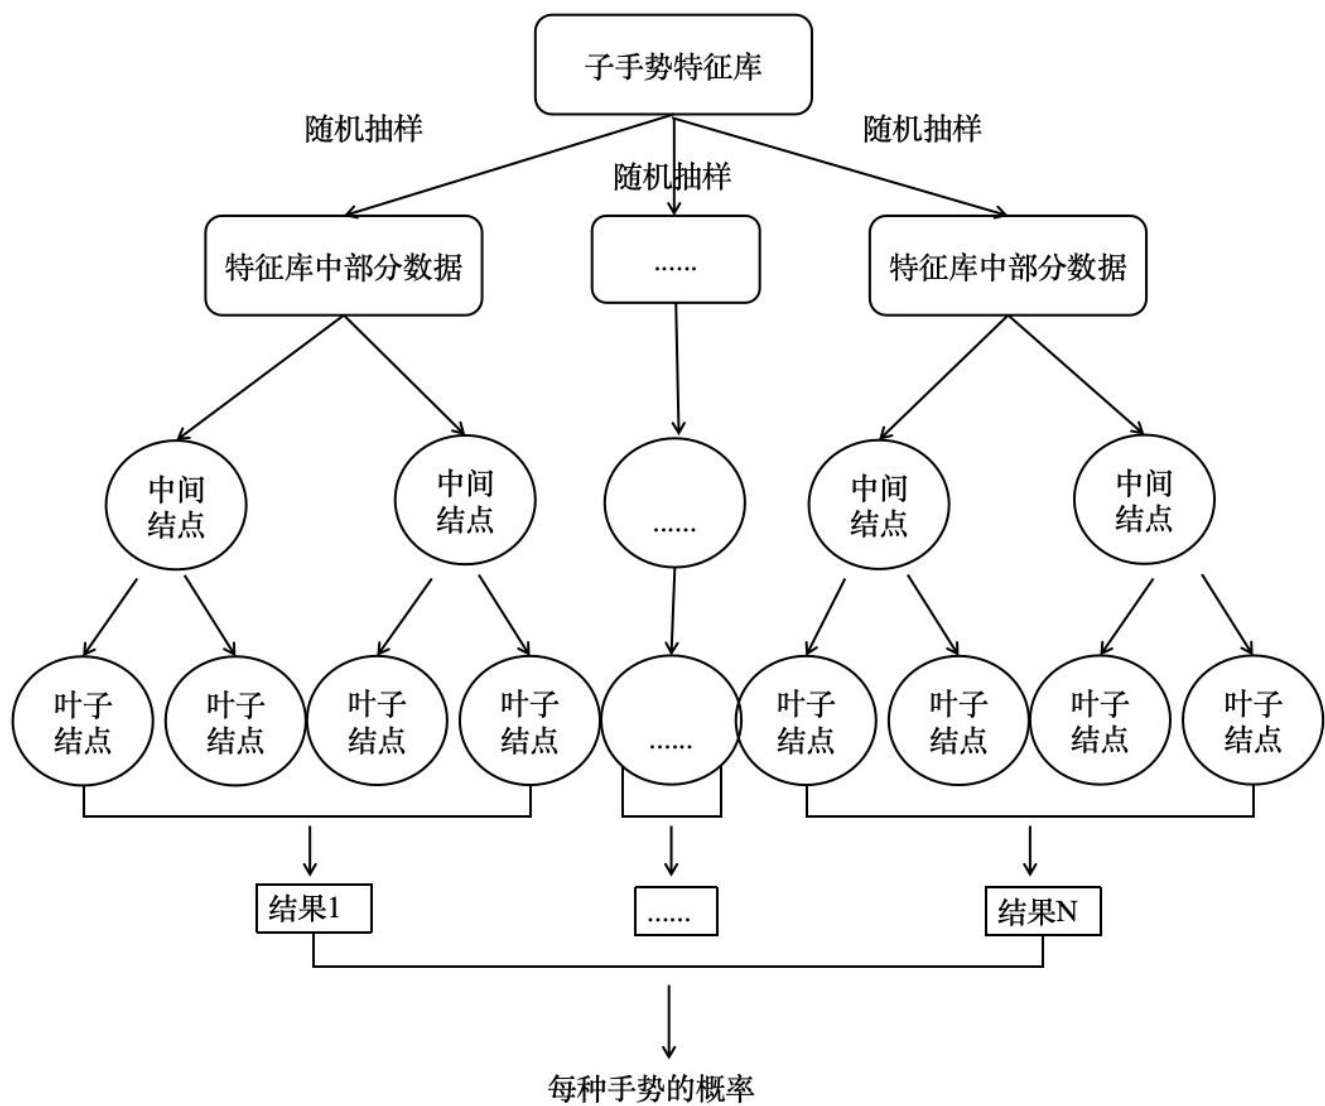 子手势特征库
随机抽样
随机抽样
随机抽样
特征库中部分数据
......
特征库中部分数据
中间
结点
中间
结点
......
中间
结点
中间
结点
叶子
结点
叶子
结点
叶子
结点
叶子
结点
......
叶子
结点
叶子
结点
叶子
结点
叶子
结点
结果1
......
结果N
每种手势的概率